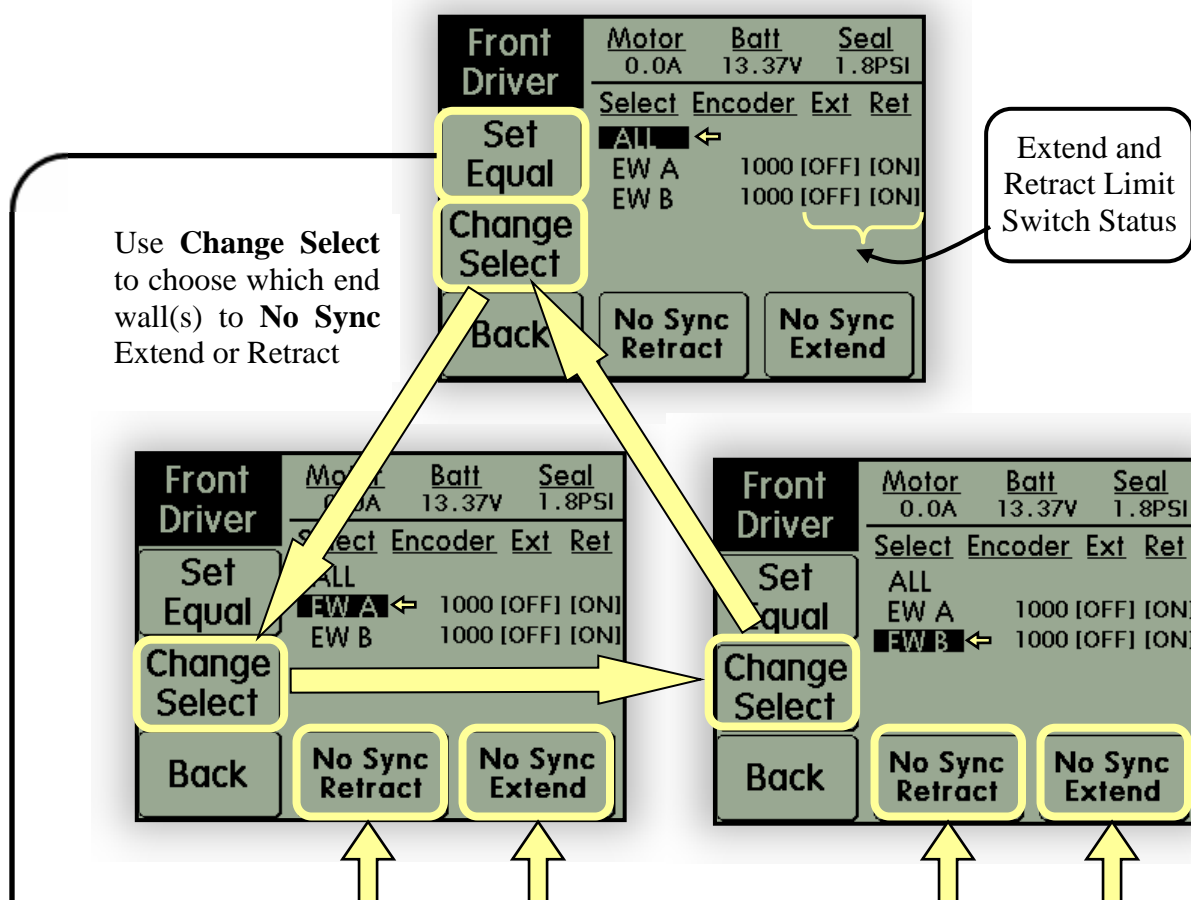 Front
Driver
Motor Batt Seal
0.0A 13.37V 1.8PSI
Select Encoder Ext Ret
Set
Equal
ALL
EW A 1000 [OFF] [ON]
EW B 1000 [OFF] [ON]
Change
Select
Back
No Sync
Retract
No Sync
Extend
Extend and
Retract Limit
Switch Status
Use Change Select
to choose which end
wall(s) to No Sync
Extend or Retract
Front
Driver
Batt Seal
13.37V 1.8PSI
Encoder Ext Ret
Set
Equal
ALL
EW A 1000 [OFF] [ON]
EW B 1000 [OFF] [ON]
Change
Select
Back
No Sync
Retract
No Sync
Extend
Front
Driver
Motor Batt Seal
0.0A 13.37V 1.8PSI
Select Encoder Ext Ret
Set
Equal
ALL
EW A 1000 [OFF] [ON]
EW B 1000 [OFF] [ON]
Change
Select
Back
No Sync
Retract
No Sync
Extend